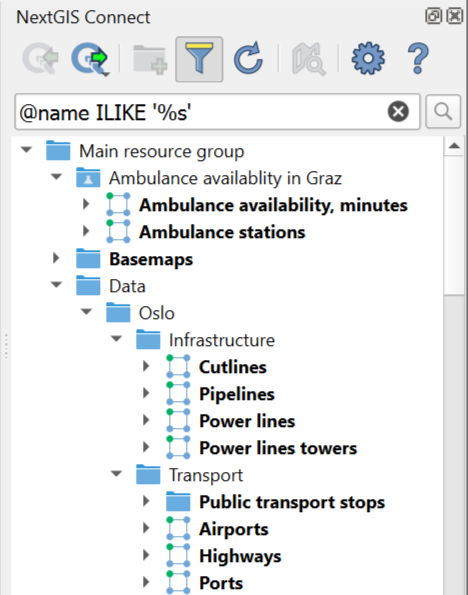 NextGIS Connect
@name ILIKE '%s'
Main resource group
Ambulance availablity in Graz
Ambulance availability, minutes
Ambulance stations
Basemaps
Data
Oslo
Infrastructure
Cutlines
Pipelines
Power lines
Power lines towers
Transport
Public transport stops
Airports
Highways
Ports